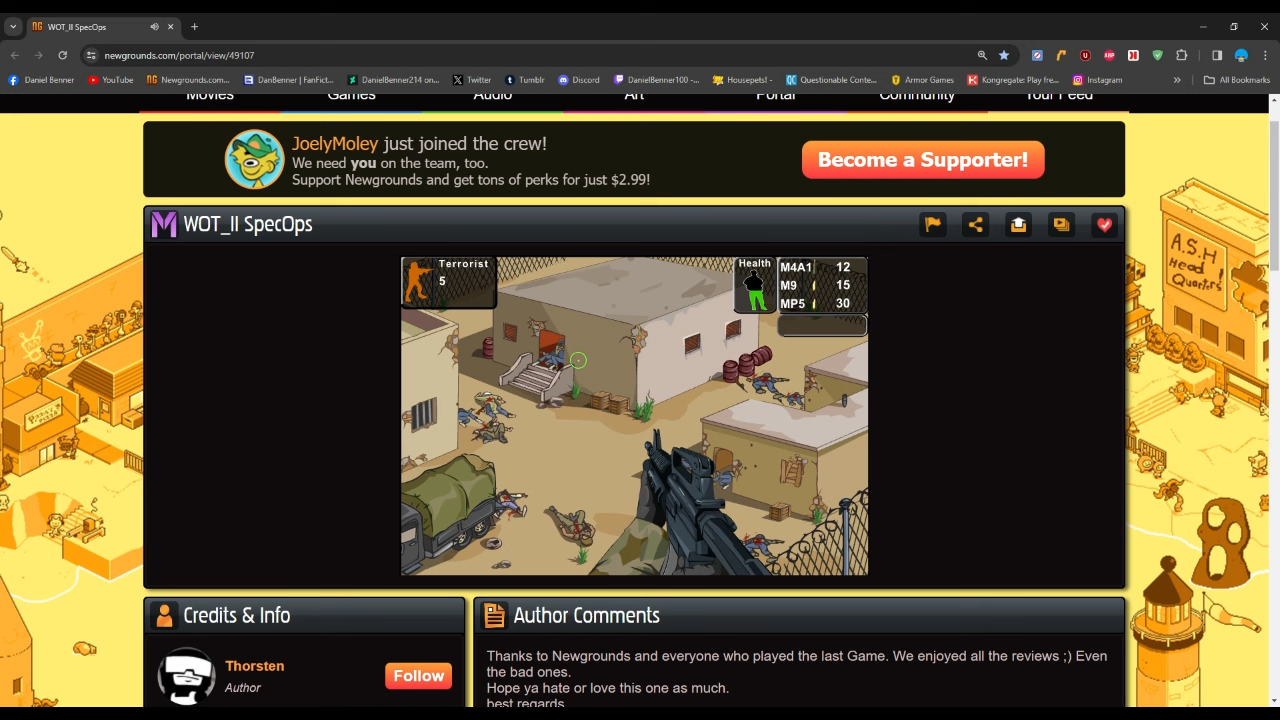 WOT_II SpecOps
newgrounds.com/portal/view/49107
Daniel Benner
YouTube
Newgrounds.com...
DanBenner | FanFict...
DanielBenner214 on...
Twitter
Tumblr
Discord
DanielBenner100 -...
Housepets! -
Questionable Conte...
Armor Games
Kongregate: Play fre...
Instagram
»
All Bookmarks
Movies
Games
Audio
Art
Portal
Community
Your Feed
JoelyMoley just joined the crew!
We need you on the team, too.
Support Newgrounds and get tons of perks for just $2.99!
Become a Supporter!
WOT_II SpecOps
Terrorist
5
Health
M4A1 12
M9 15
MP5 30
A.S.H
Head
Quarters
Credits & Info
Thorsten
Author
Follow
Author Comments
Thanks to Newgrounds and everyone who played the last Game. We enjoyed all the reviews ;) Even
the bad ones.
Hope ya hate or love this one as much.
best regards